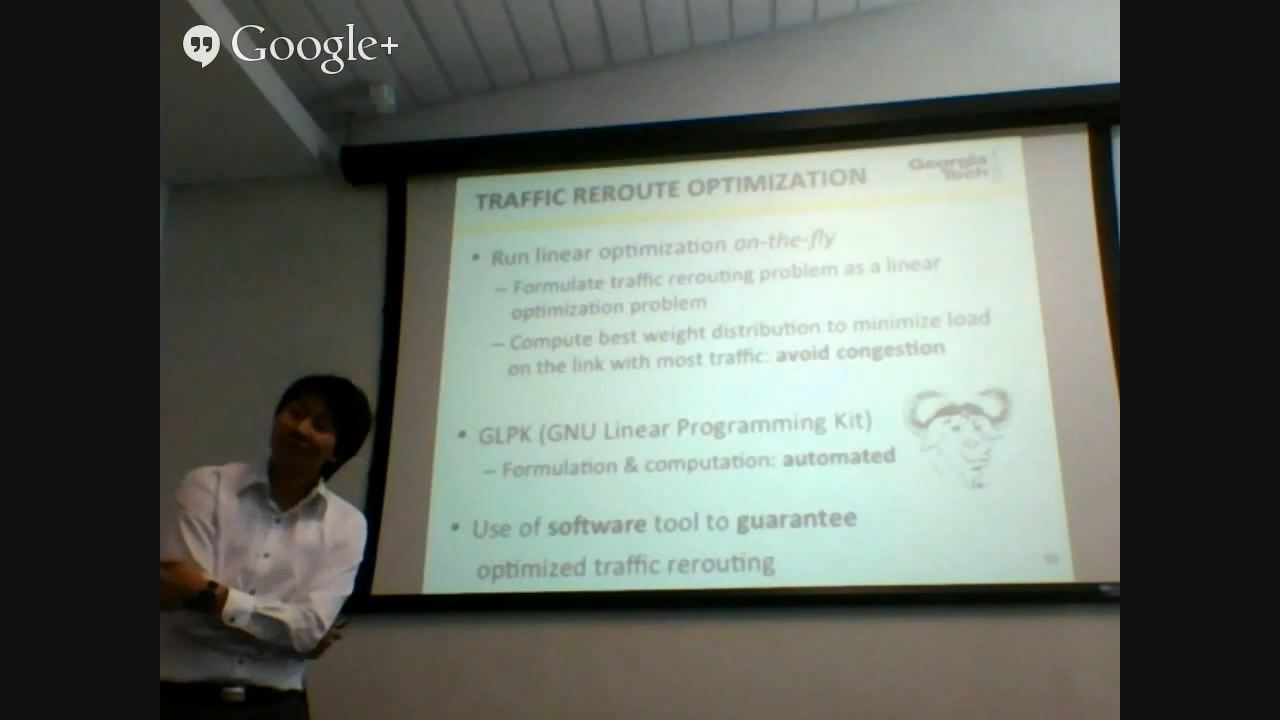 Google+
Georgia
Tech
TRAFFIC REROUTE OPTIMIZATION
• Run linear optimization on-the-fly
– Formulate traffic rerouting problem as a linear
optimization problem
– Compute best weight distribution to minimize load
on the link with most traffic: avoid congestion
• GLPK (GNU Linear Programming Kit)
– Formulation & computation: automated
• Use of software tool to guarantee
optimized traffic rerouting